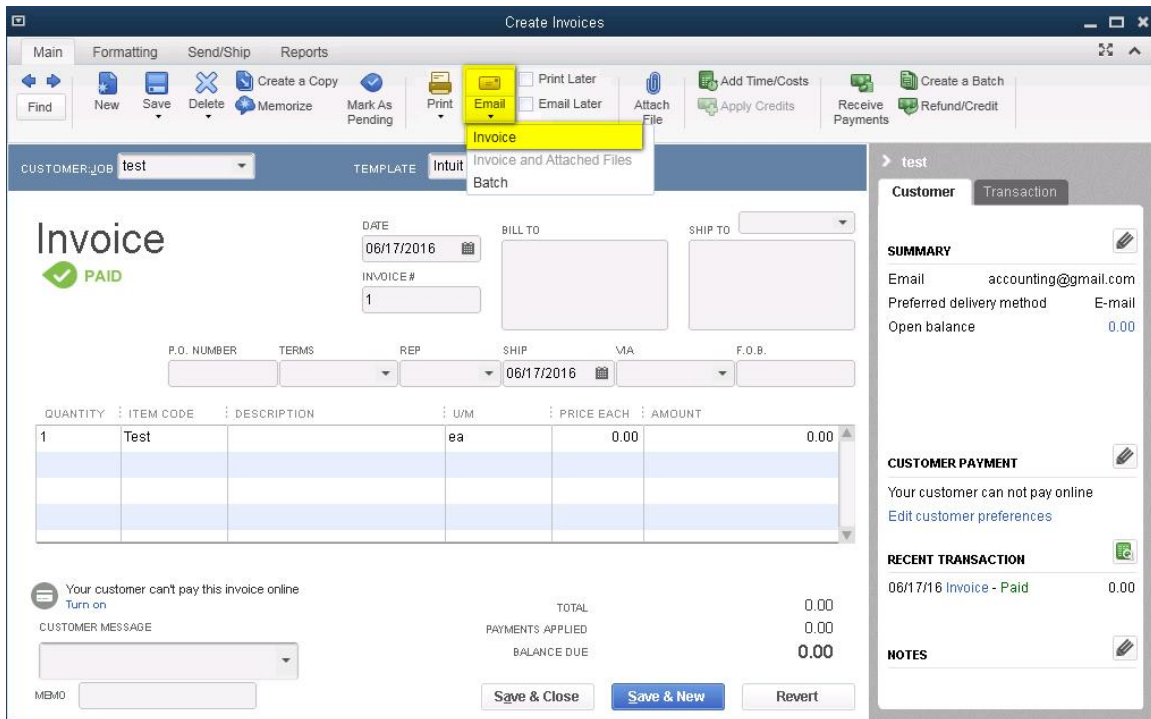 Create Invoices
Main Formatting Send/Ship Reports
Find
New
Save
Delete
Create a Copy
Memorize
Mark As
Pending
Print
Email
Print Later
Email Later
Attach
File
Add Time/Costs
Apply Credits
Receive
Payments
Create a Batch
Refund/Credit
Invoice
Invoice and Attached Files
Batch
CUSTOMER:JOB test TEMPLATE Intuit
Invoice
PAID
DATE
06/17/2016
INVOICE #
1
BILL TO
SHIP TO
P.O. NUMBER TERMS REP SHIP VIA F.O.B.
06/17/2016
QUANTITY ITEM CODE DESCRIPTION U/M PRICE EACH AMOUNT
1 Test ea 0.00 0.00
Your customer can't pay this invoice online
Turn on
CUSTOMER MESSAGE
MEMO
TOTAL 0.00
PAYMENTS APPLIED 0.00
BALANCE DUE 0.00
Save & Close Save & New Revert
test
Customer Transaction
SUMMARY
Email accounting@gmail.com
Preferred delivery method E-mail
Open balance 0.00
CUSTOMER PAYMENT
Your customer can not pay online
Edit customer preferences
RECENT TRANSACTION
06/17/16 Invoice - Paid 0.00
NOTES